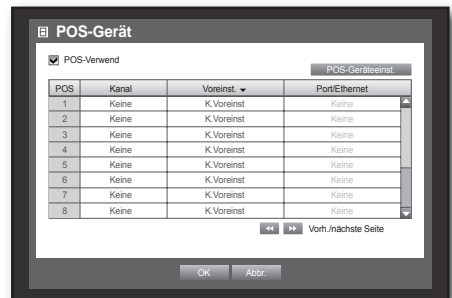 POS-Gerät
POS-Verwend
POS-Geräteeinst.
POS Kanal Voreinst. Port/Ethernet
1 Keine K.Voreinst Keine
2 Keine K.Voreinst Keine
3 Keine K.Voreinst Keine
4 Keine K.Voreinst Keine
5 Keine K.Voreinst Keine
6 Keine K.Voreinst Keine
7 Keine K.Voreinst Keine
8 Keine K.Voreinst Keine
Vorh./nächste Seite
OK Abbr.